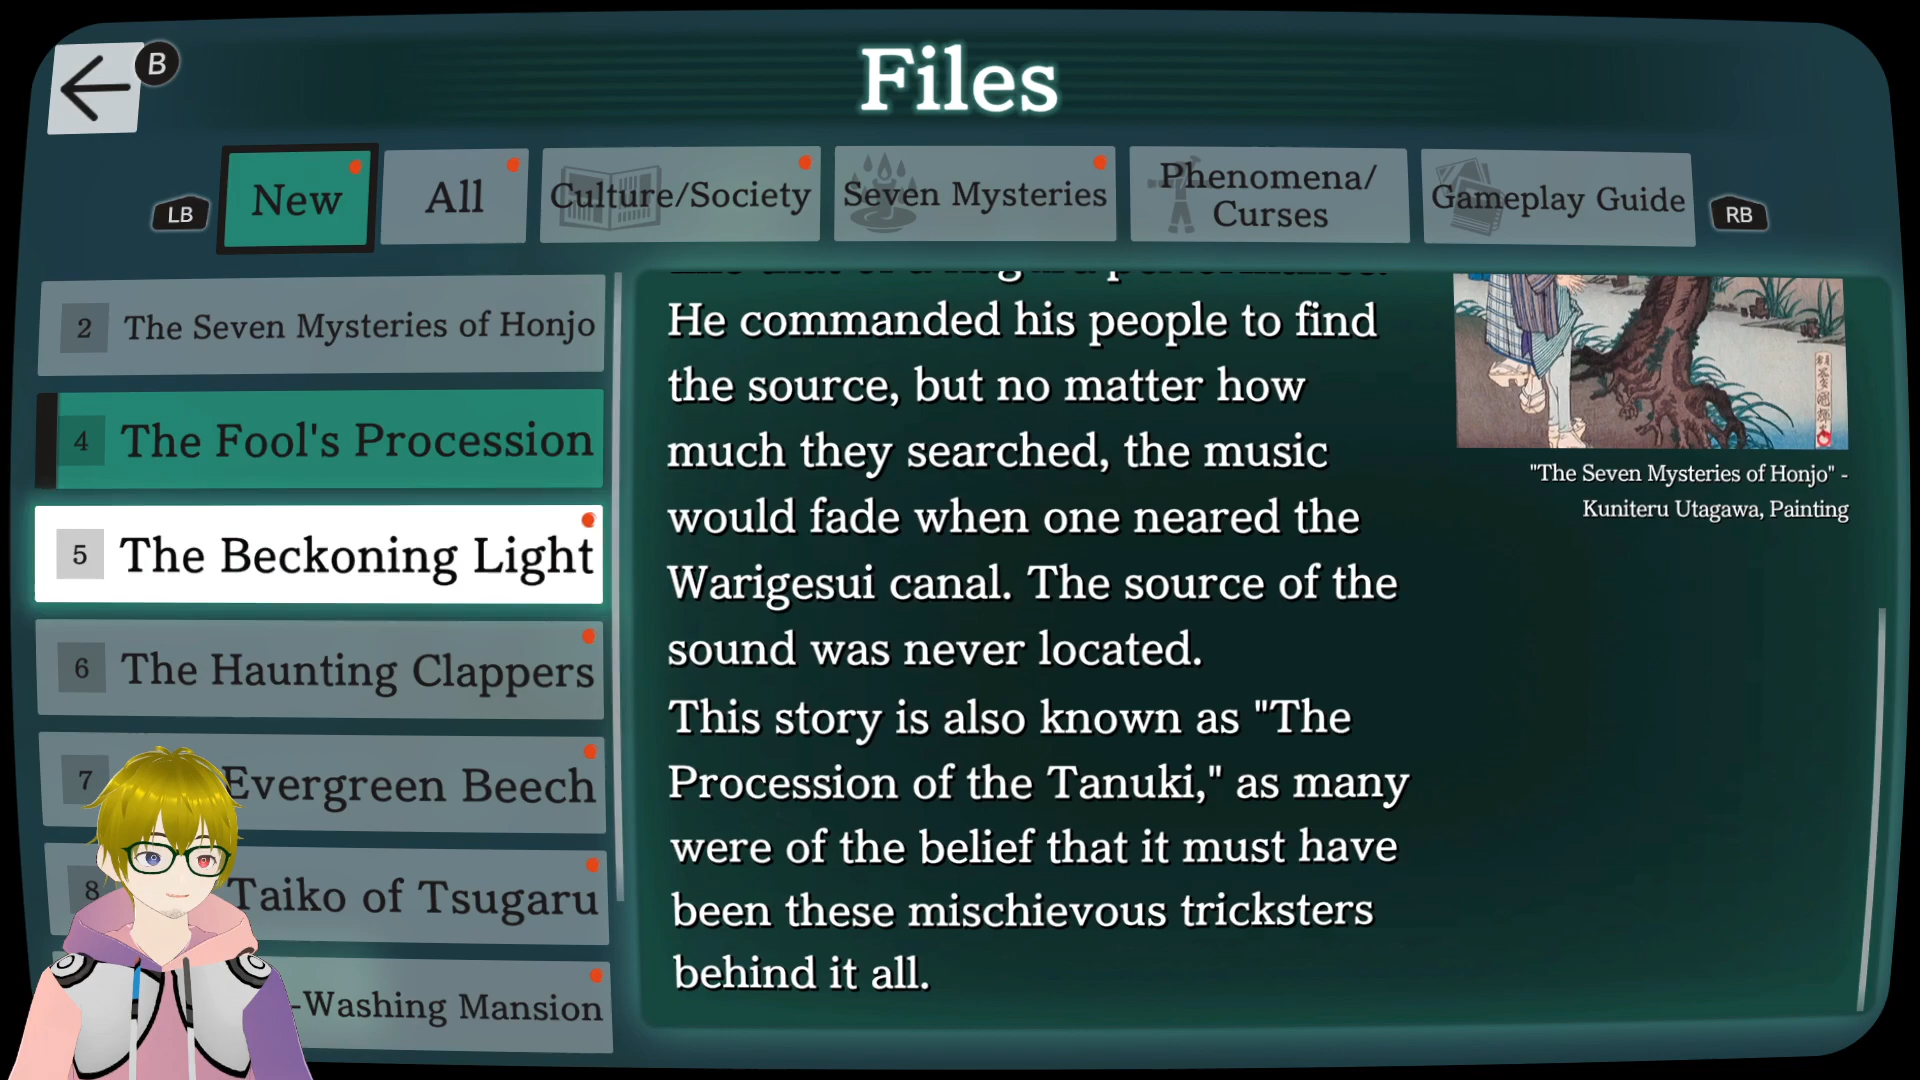 B
Files
LB
New
All
Culture/Society
Seven Mysteries
Phenomena/
Curses
Gameplay Guide
RB
2 The Seven Mysteries of Honjo
4 The Fool's Procession
5 The Beckoning Light
6 The Haunting Clappers
7 Evergreen Beech
8 Taiko of Tsugaru
-Washing Mansion
He commanded his people to find
the source, but no matter how
much they searched, the music
would fade when one neared the
Warigesui canal. The source of the
sound was never located.
This story is also known as "The
Procession of the Tanuki," as many
were of the belief that it must have
been these mischievous tricksters
behind it all.
"The Seven Mysteries of Honjo" -
Kuniteru Utagawa, Painting